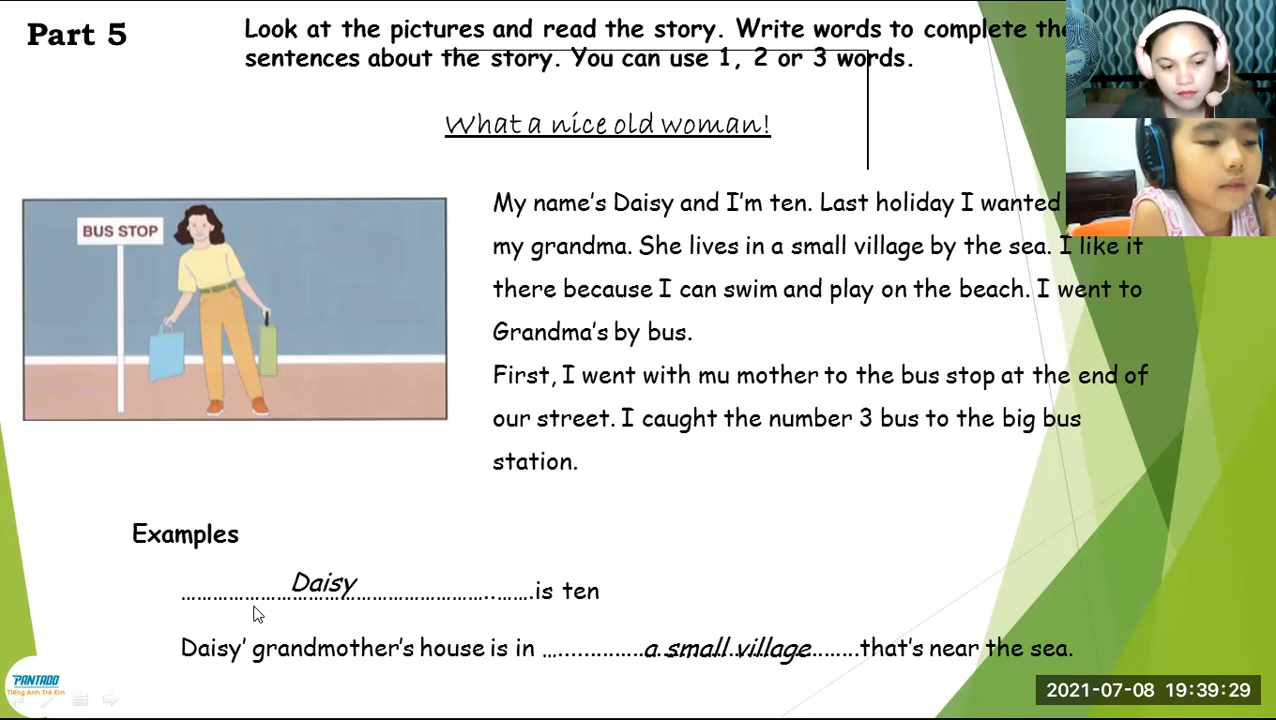 Part 5
Look at the pictures and read the story. Write words to complete the
sentences about the story. You can use 1, 2 or 3 words.
What a nice old woman!
BUS STOP
My name's Daisy and I'm ten. Last holiday I wanted
my grandma. She lives in a small village by the sea. I like it
there because I can swim and play on the beach. I went to
Grandma's by bus.
First, I went with mu mother to the bus stop at the end of
our street. I caught the number 3 bus to the big bus
station.
Examples
……………Daisy……………………..…….is ten
Daisy' grandmother's house is in ….............a small village........that's near the sea.
PANTADO
Tiếng Anh Trẻ Em
2021-07-08 19:39:29